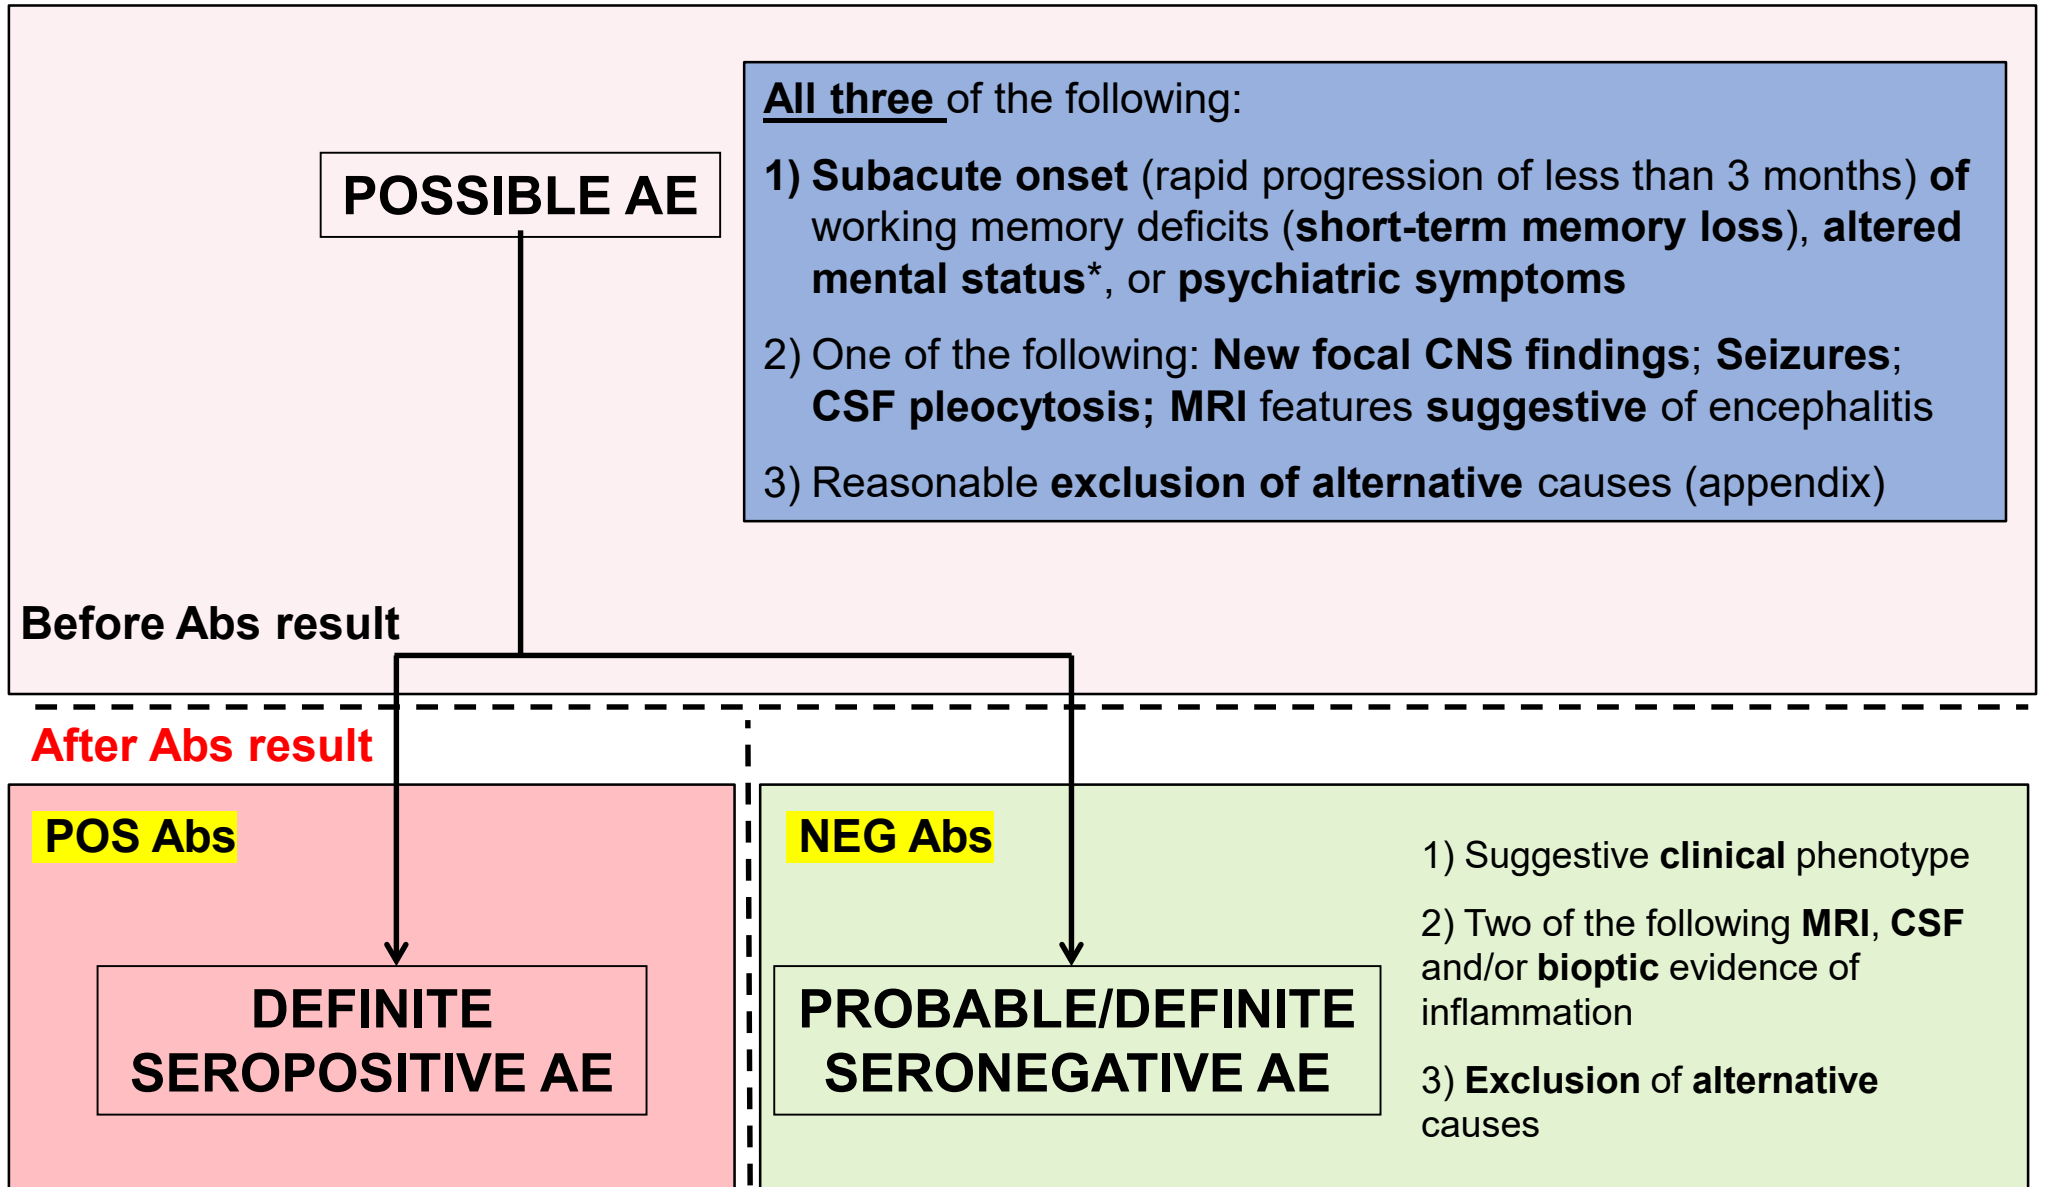 All three of the following:
POSSIBLE AE
1) Subacute onset (rapid progression of less than 3 months) of
working memory deficits (short-term memory loss), altered
mental status*, or psychiatric symptoms
2) One of the following: New focal CNS findings; Seizures;
CSF pleocytosis; MRI features suggestive of encephalitis
3) Reasonable exclusion of alternative causes (appendix)
Before Abs result
After Abs result
POS Abs
DEFINITE
SEROPOSITIVE AE
NEG Abs
PROBABLE/DEFINITE
SERONEGATIVE AE
1) Suggestive clinical phenotype
2) Two of the following MRI, CSF
and/or bioptic evidence of
inflammation
3) Exclusion of alternative
causes